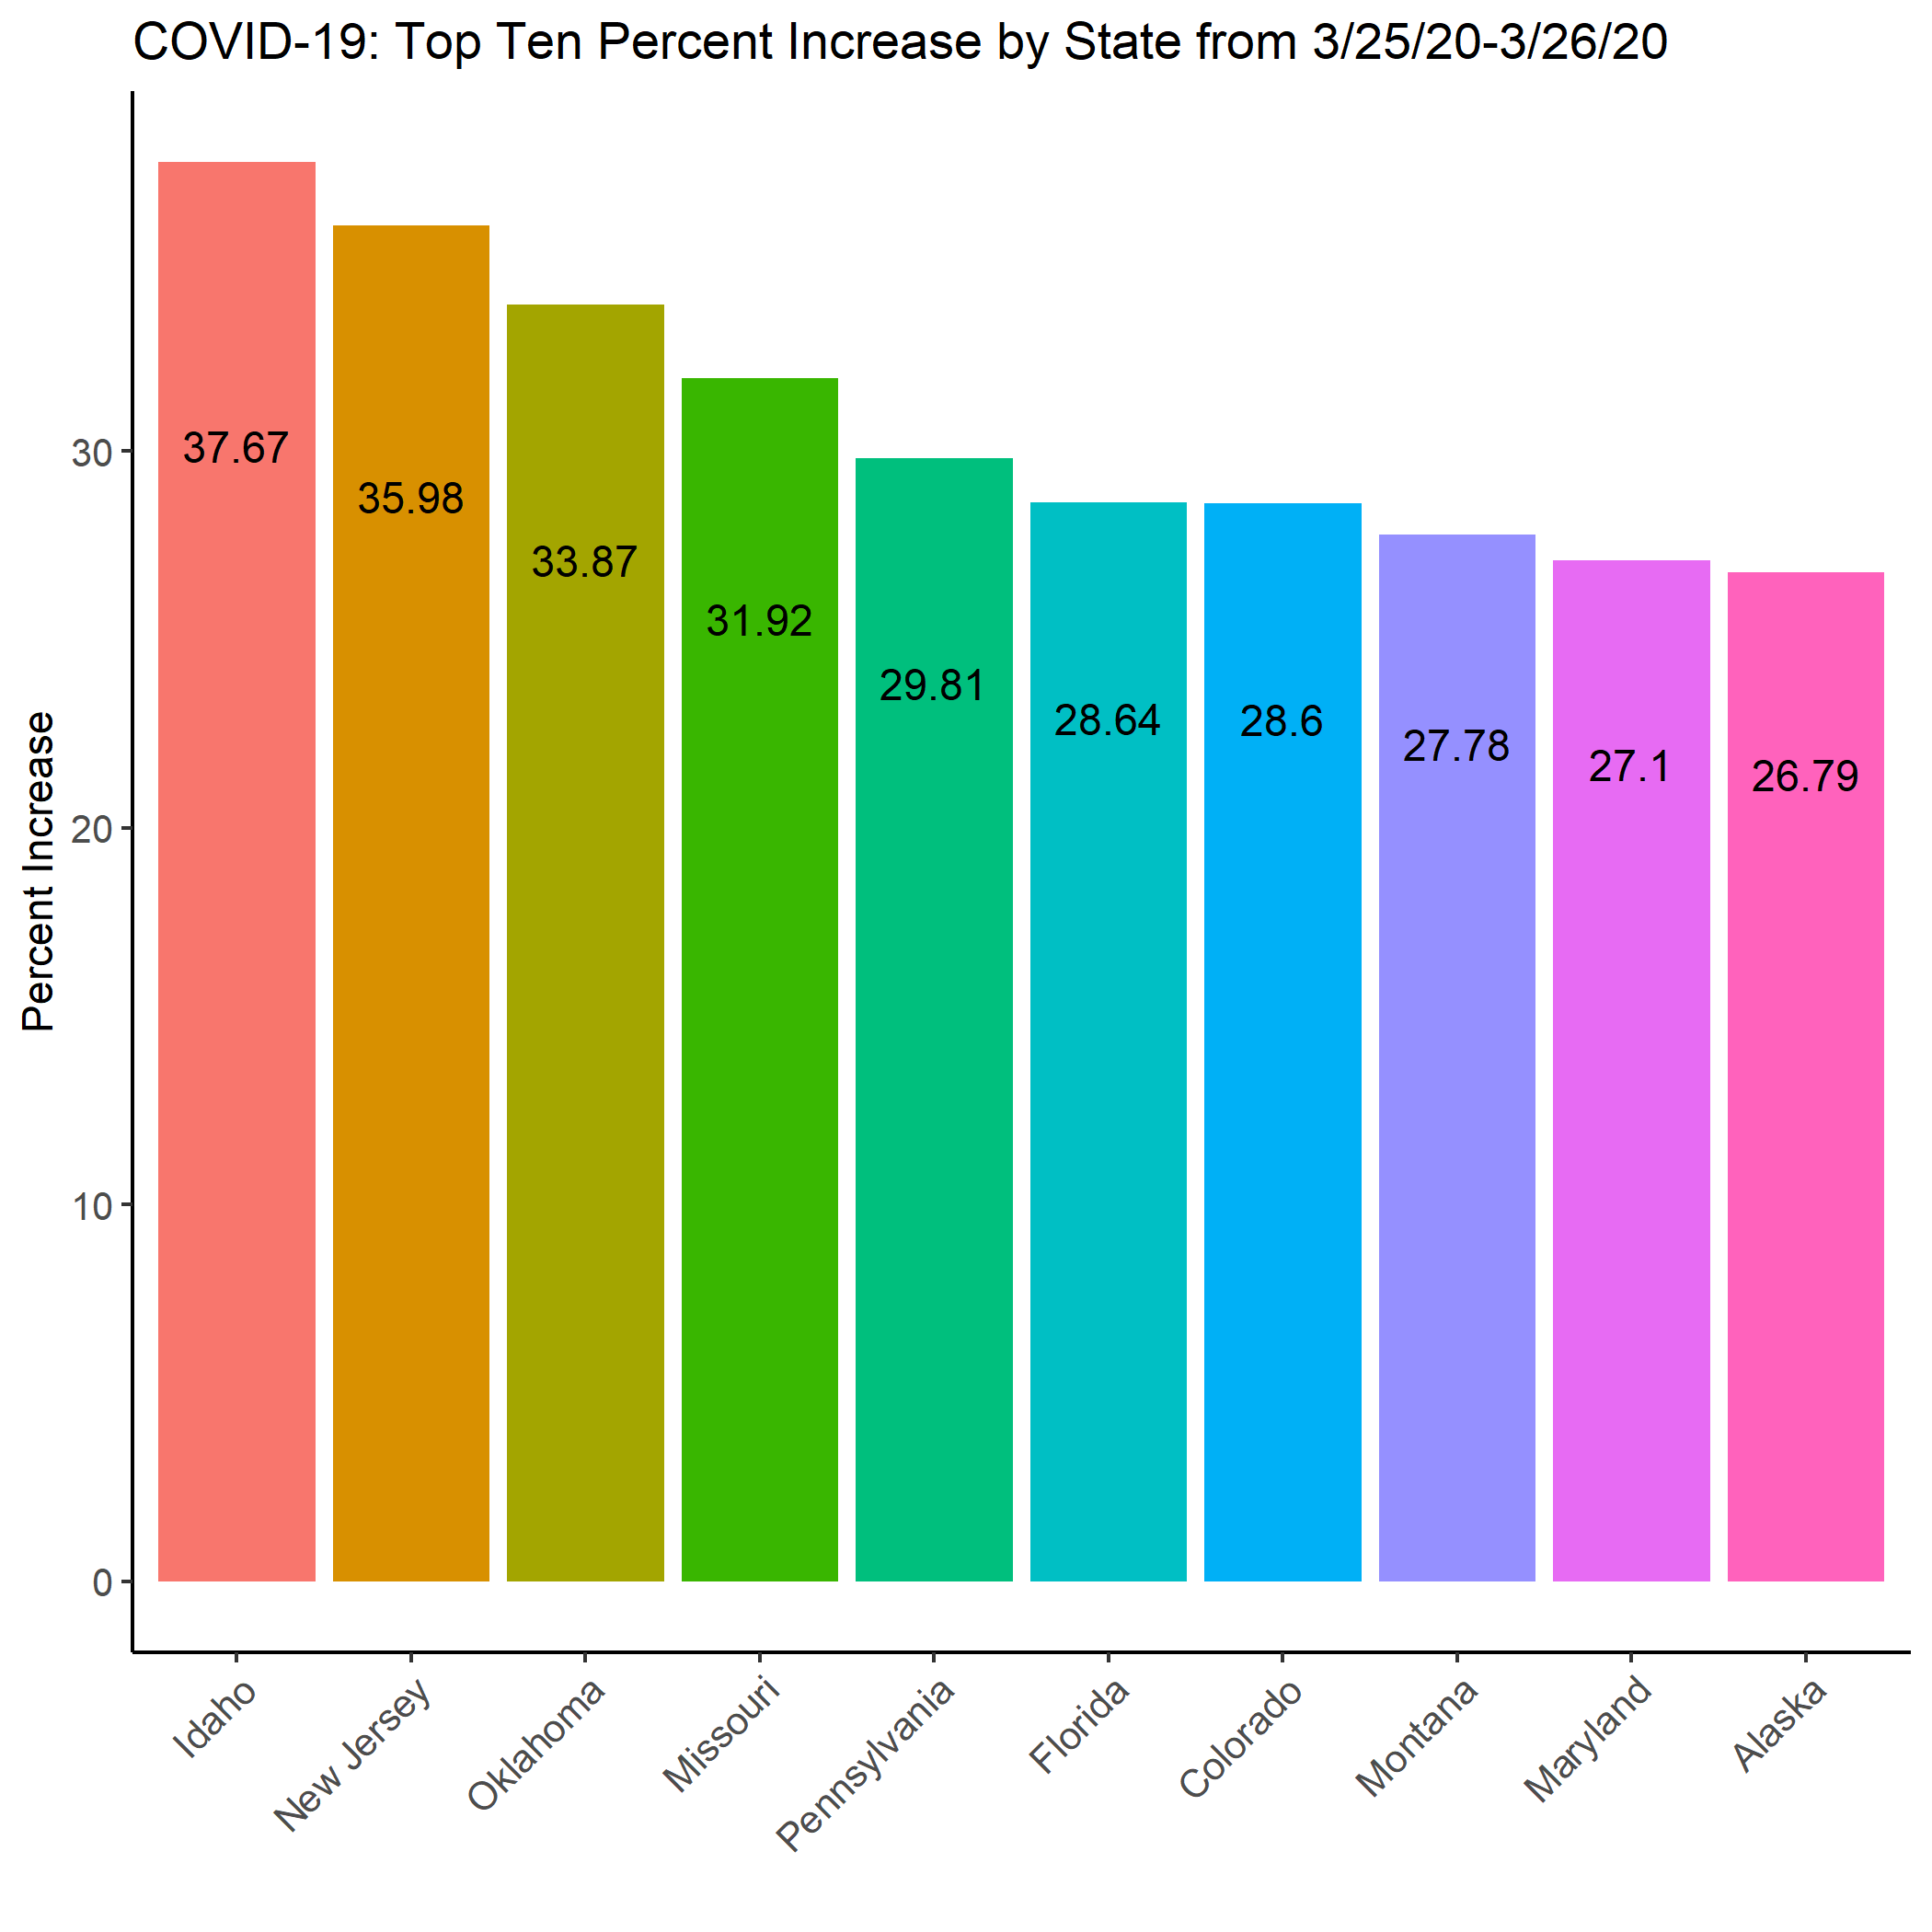 COVID-19: Top Ten Percent Increase by State from 3/25/20-3/26/20
Percent Increase
30
20
10
0
37.67
35.98
33.87
31.92
29.81
28.64
28.6
27.78
27.1
26.79
Idaho
New Jersey
Oklahoma
Missouri
Pennsylvania
Florida
Colorado
Montana
Maryland
Alaska